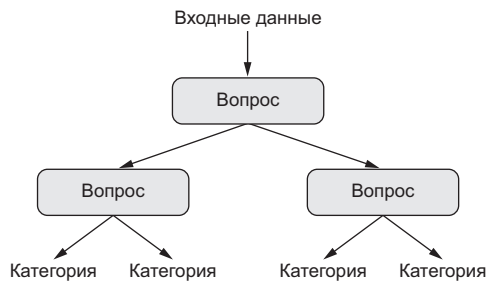 Входные данные
Вопрос
Вопрос
Вопрос
Категория
Категория
Категория
Категория